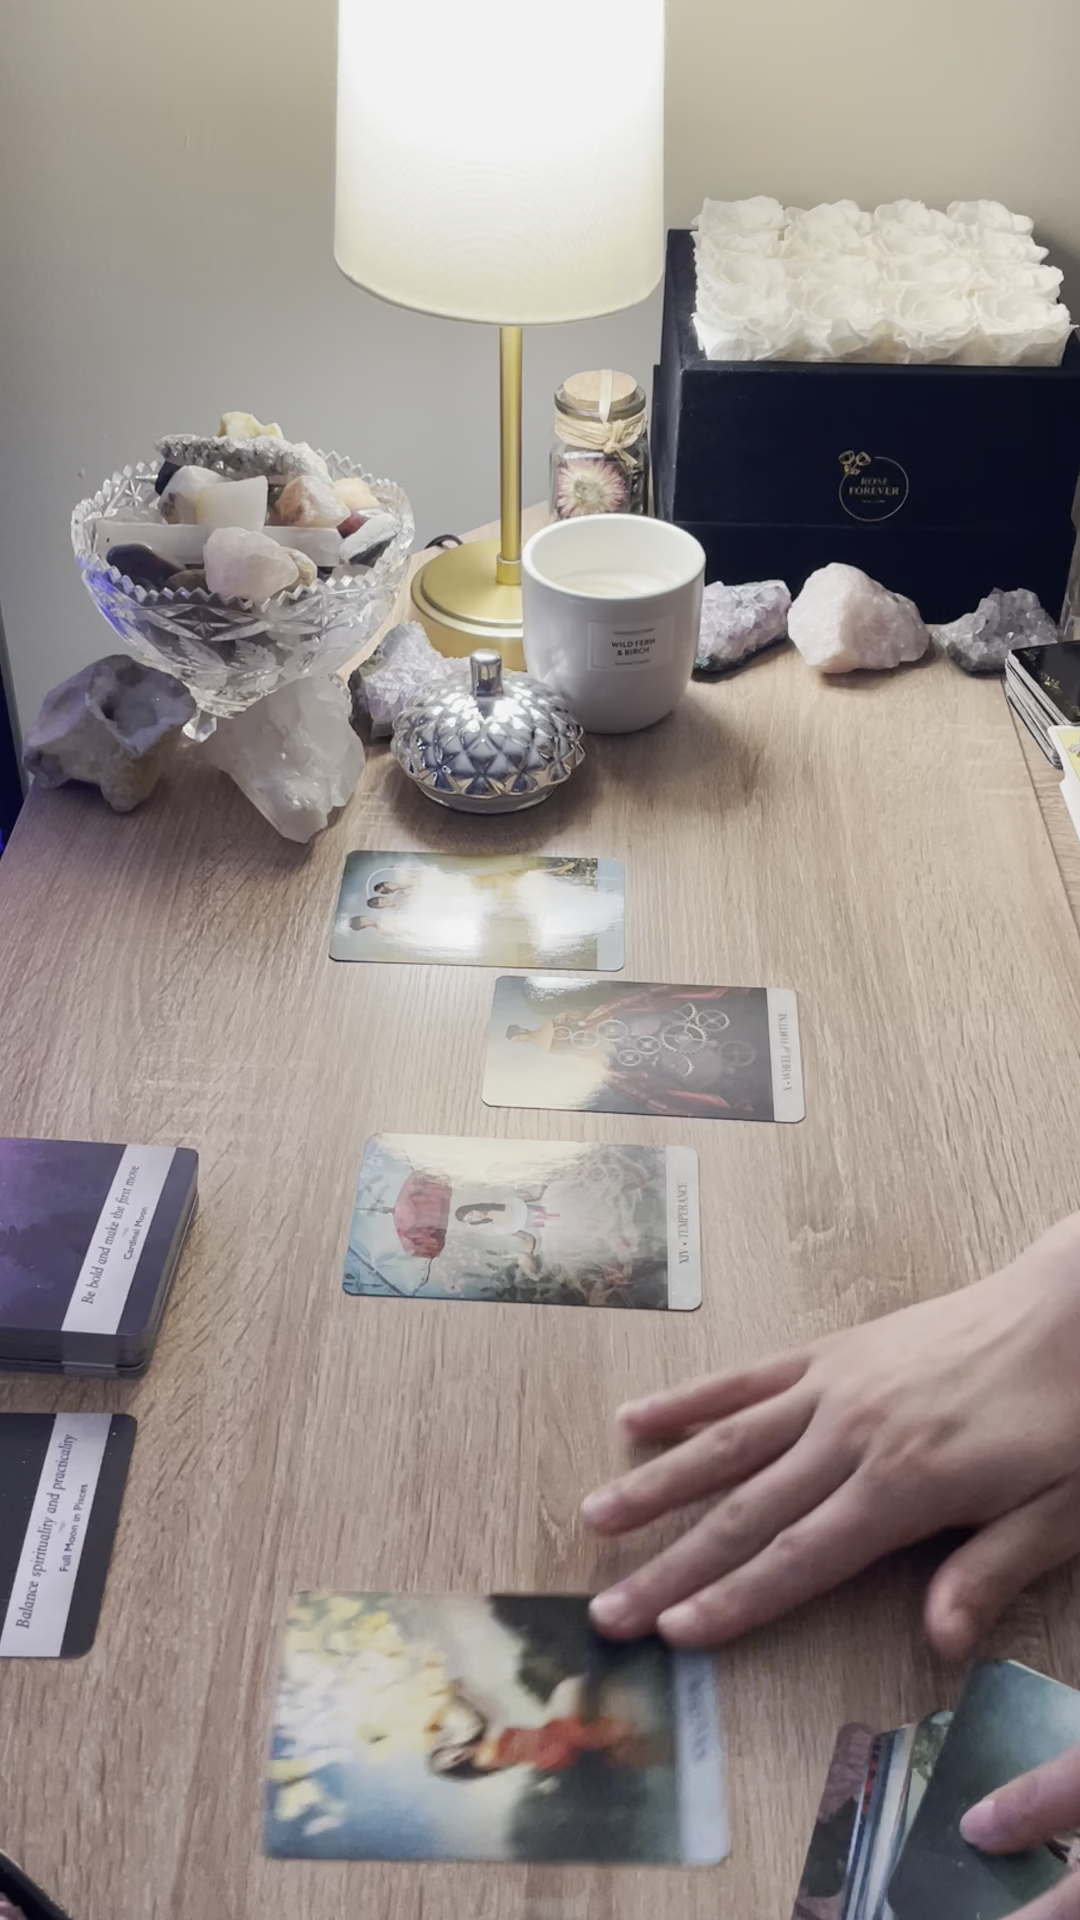 ROSE
FOREVER
WILD FERN
& BIRCH
X • WHEEL of FORTUNE
XIV • TEMPERANCE
Be bold and make the first move
Cardinal Moon
Balance spirituality and practicality
Full Moon in Pisces